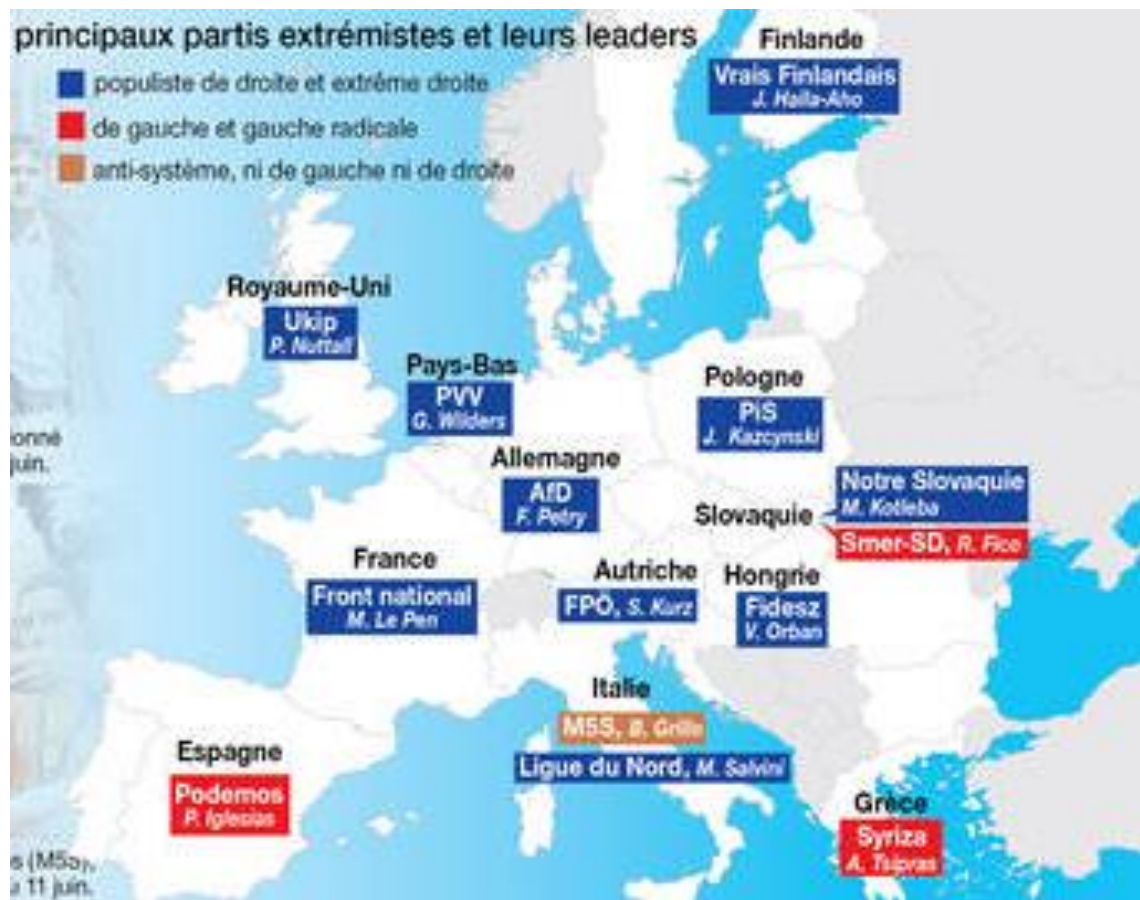 principaux partis extrémistes et leurs leaders
populiste de droite et extrême droite
de gauche et gauche radicale
anti-système, ni de gauche ni de droite
Finlande
Vrais Finlandais
J. Halla-Aho
Royaume-Uni
Ukip
P. Nuttall
Pays-Bas
PVV
G. Wilders
Pologne
PiS
J. Kazcynski
onné
juin.
Allemagne
AfD
F. Petry
Slovaquie
Notre Slovaquie
M. Kotleba
Smer-SD, R. Fico
France
Front national
M. Le Pen
Autriche
FPÖ, S. Kurz
Hongrie
Fidesz
V. Orban
Italie
M5S, B. Grillo
Ligue du Nord, M. Salvini
Espagne
Podemos
P. Iglesias
Grèce
Syriza
A. Tsipras
s (M5s),
11 juin.